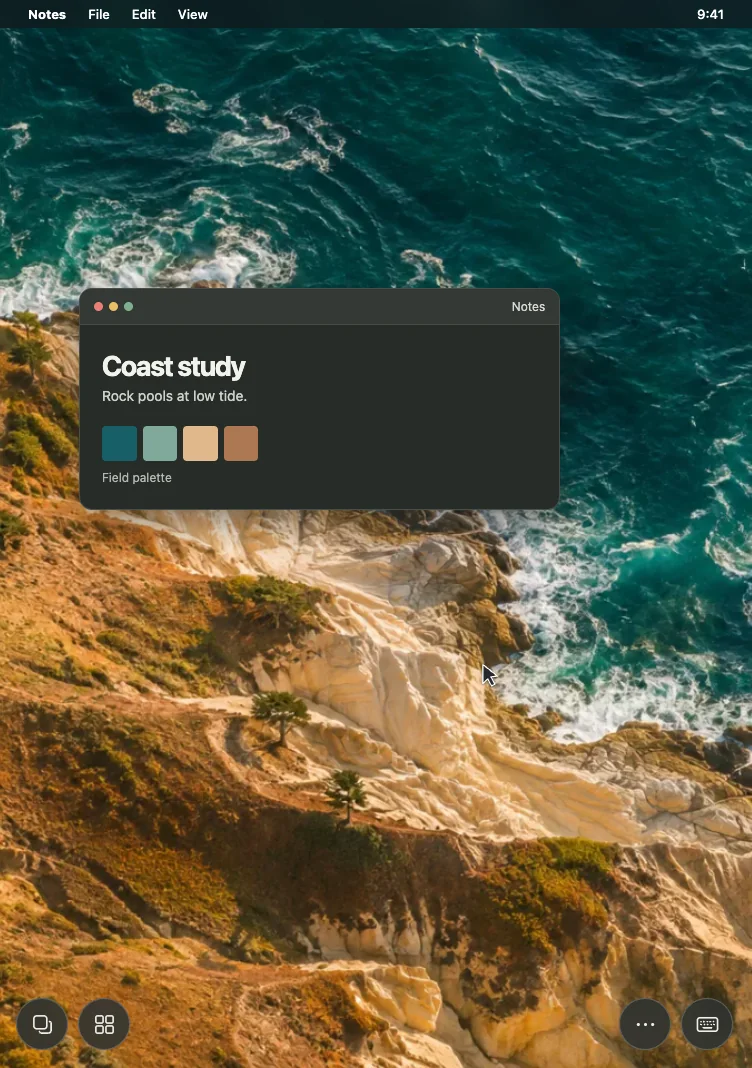 Notes File Edit View 9:41
Notes
Coast study
Rock pools at low tide.
Field palette